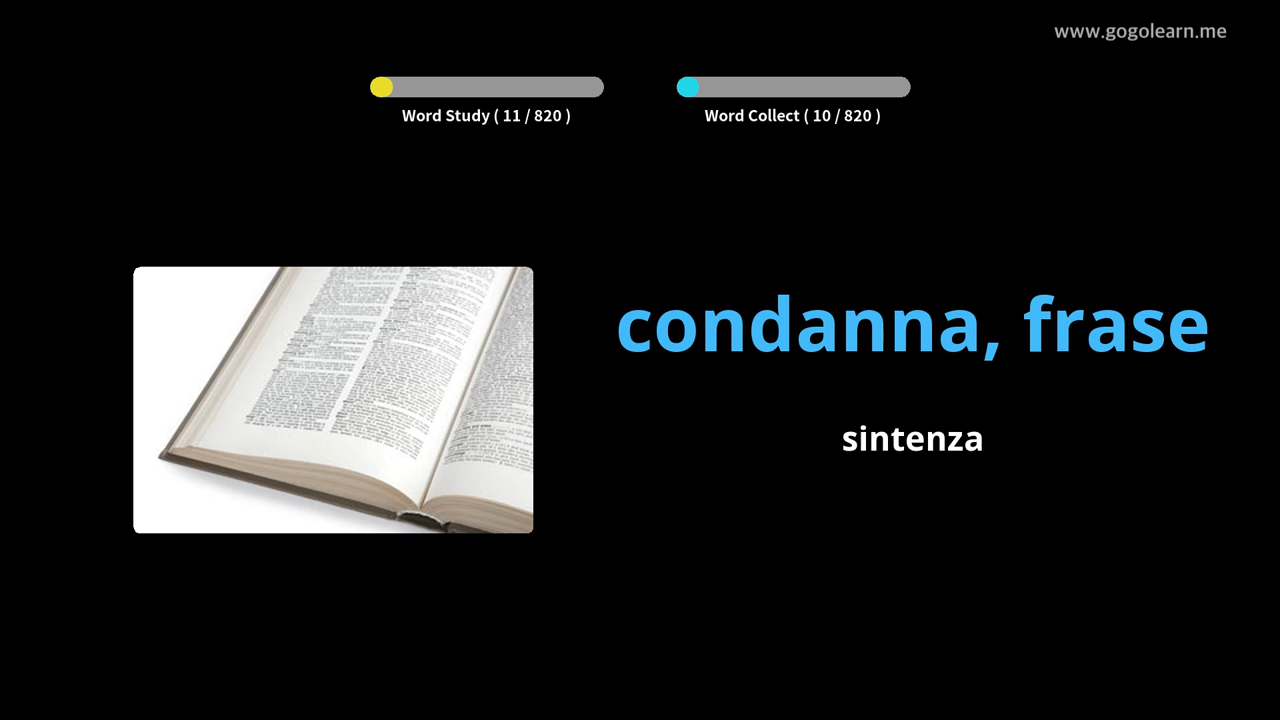 www.gogolearn.me
Word Study ( 11 / 820 )
Word Collect ( 10 / 820 )
condanna, frase
sintenza